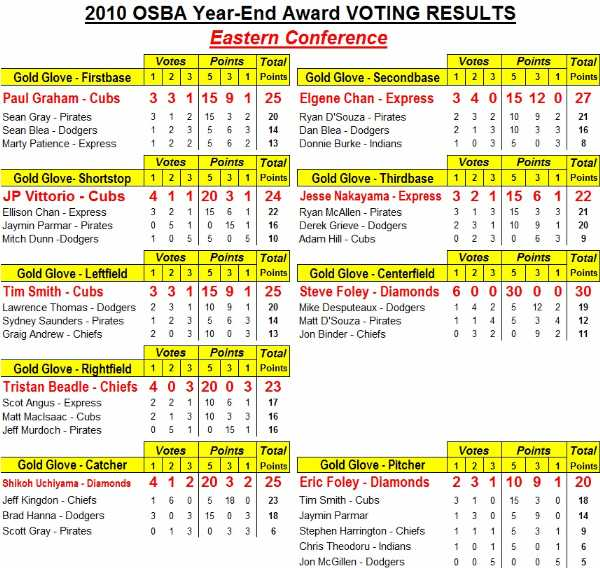 2010 OSBA Year-End Award VOTING RESULTS
Eastern Conference
Votes Points Total
Gold Glove - Firstbase 1 2 3 5 3 1 Points
Paul Graham - Cubs 3 3 1 15 9 1 25
Sean Gray - Pirates 3 1 2 15 3 2 20
Sean Blea - Dodgers 1 2 3 5 6 3 14
Marty Patience - Express 1 2 2 5 6 2 13
Votes Points Total
Gold Glove - Secondbase 1 2 3 5 3 1 Points
Elgene Chan - Express 3 4 0 15 12 0 27
Ryan D'Souza - Pirates 2 3 2 10 9 2 21
Dan Blea - Dodgers 2 1 3 10 3 3 16
Donnie Burke - Indians 1 0 3 5 0 3 8
Votes Points Total
Gold Glove- Shortstop 1 2 3 5 3 1 Points
JP Vittorio - Cubs 4 1 1 20 3 1 24
Ellison Chan - Express 3 2 1 15 6 1 22
Jaymin Parmar - Pirates 0 5 1 0 15 1 16
Mitch Dunn -Dodgers 1 0 5 5 0 5 10
Votes Points Total
Gold Glove - Thirdbase 1 2 3 5 3 1 Points
Jesse Nakayama - Express 3 2 1 15 6 1 22
Ryan McAllen - Pirates 3 1 3 15 3 3 21
Derek Grieve - Dodgers 2 3 1 10 9 1 20
Adam Hill - Cubs 0 2 3 0 6 3 9
Votes Points Total
Gold Glove - Leftfield 1 2 3 5 3 1 Points
Tim Smith - Cubs 3 3 1 15 9 1 25
Lawrence Thomas - Dodgers 2 3 1 10 9 1 20
Sydney Saunders - Pirates 1 2 3 5 6 3 14
Graig Andrew - Chiefs 2 0 3 10 0 3 13
Votes Points Total
Gold Glove - Centerfield 1 2 3 5 3 1 Points
Steve Foley - Diamonds 6 0 0 30 0 0 30
Mike Desputeaux - Dodgers 1 4 2 5 12 2 19
Matt D'Souza - Pirates 1 1 4 5 3 4 12
Jon Binder - Chiefs 0 3 2 0 9 2 11
Votes Points Total
Gold Glove - Rightfield 1 2 3 5 3 1 Points
Tristan Beadle - Chiefs 4 0 3 20 0 3 23
Scot Angus - Express 2 2 1 10 6 1 17
Matt MacIsaac - Cubs 2 2 1 10 6 1 16
Jeff Murdoch - Pirates 0 5 1 0 15 1 16
Votes Points Total
Gold Glove - Catcher 1 2 3 5 3 1 Points
Shikoh Uchiyama - Diamonds 4 1 2 20 3 2 25
Jeff Kingdon - Chiefs 1 6 0 5 18 0 23
Brad Hanna - Dodgers 3 0 3 15 0 3 18
Scott Gray - Pirates 0 1 3 0 3 3 6
Votes Points Total
Gold Glove - Pitcher 1 2 3 5 3 1 Points
Eric Foley - Diamonds 2 3 1 10 9 1 20
Tim Smith - Cubs 3 1 0 15 3 0 18
Jaymin Parmar 1 3 0 5 9 0 14
Stephen Harrington - Chiefs 1 1 1 5 3 1 9
Chris Theodoru - Indians 1 0 1 5 0 1 6
Jon McGillen - Dodgers 1 0 0 5 0 0 5